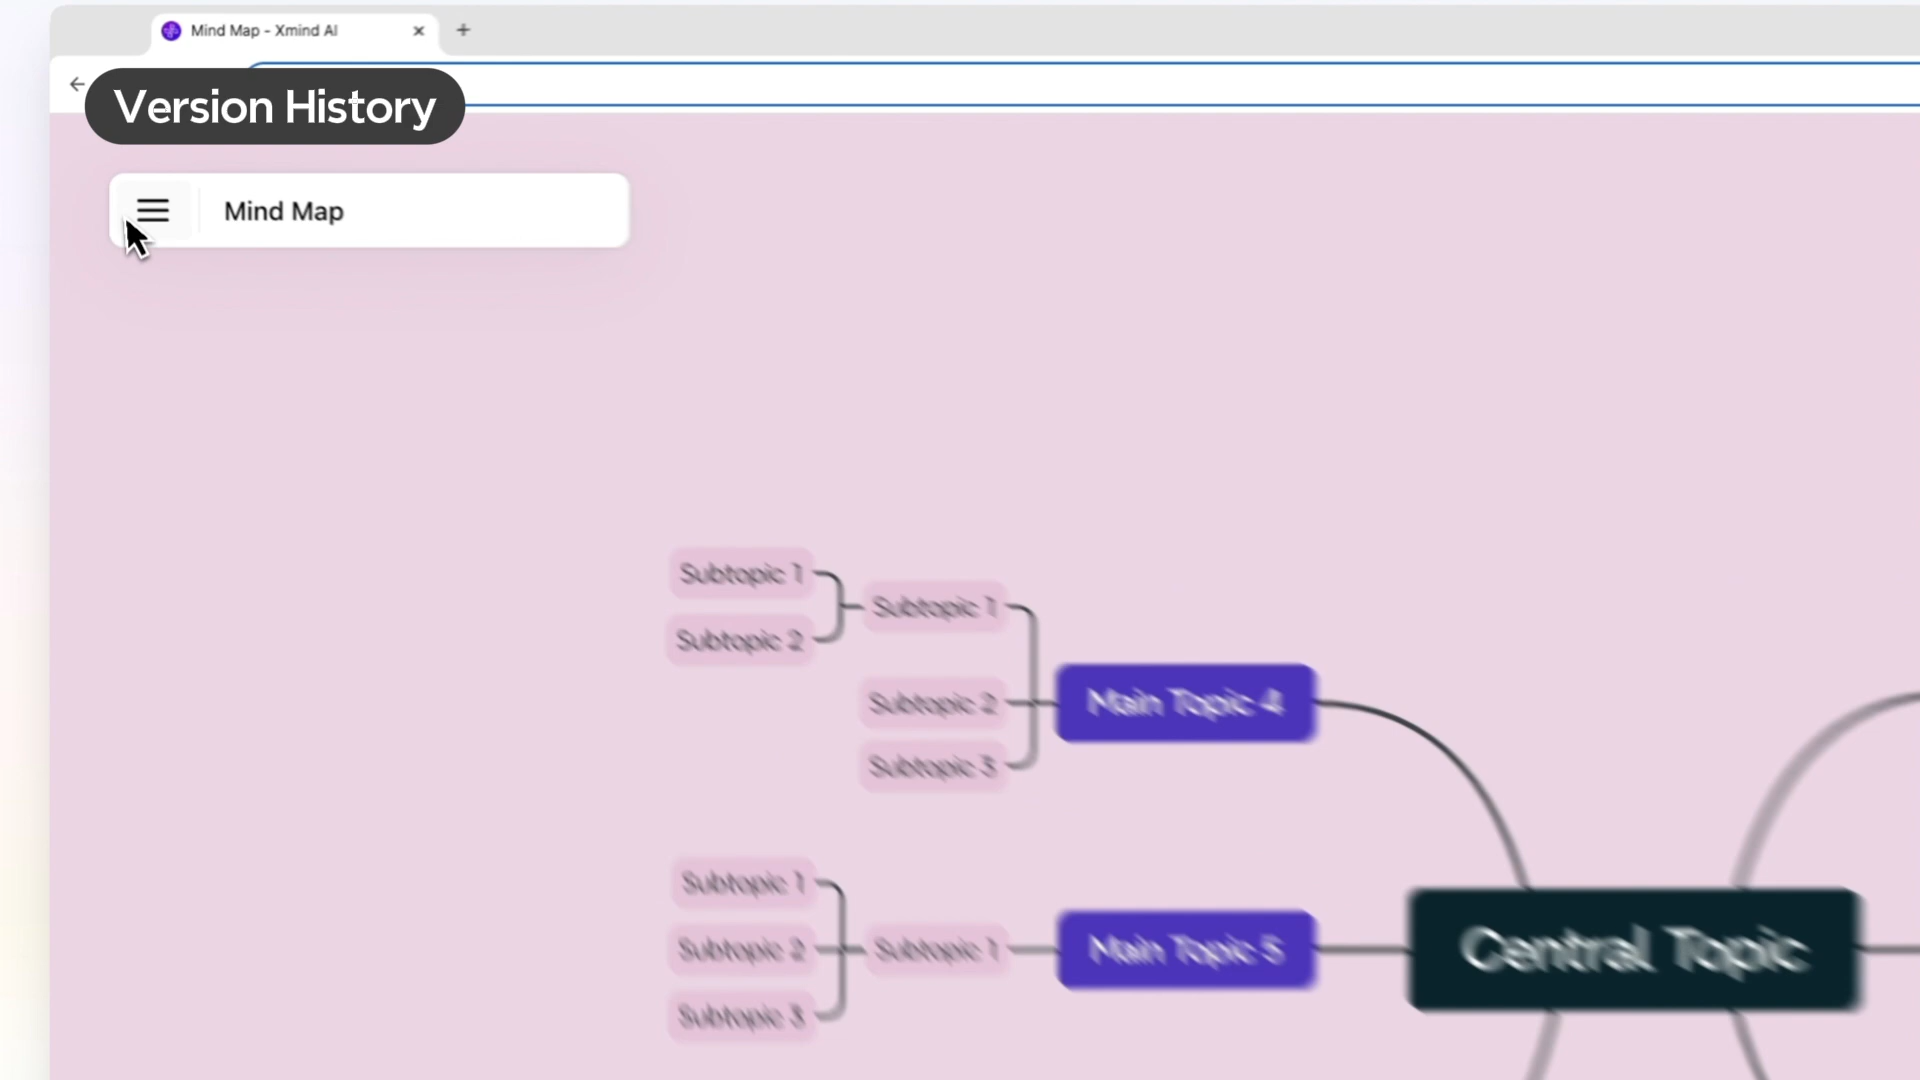 Mind Map - Xmind AI
Version History
Mind Map
Subtopic 1
Subtopic 2
Subtopic 1
Subtopic 2
Subtopic 3
Main Topic 4
Subtopic 1
Subtopic 2
Subtopic 3
Subtopic 1
Main Topic 5
Central Topic